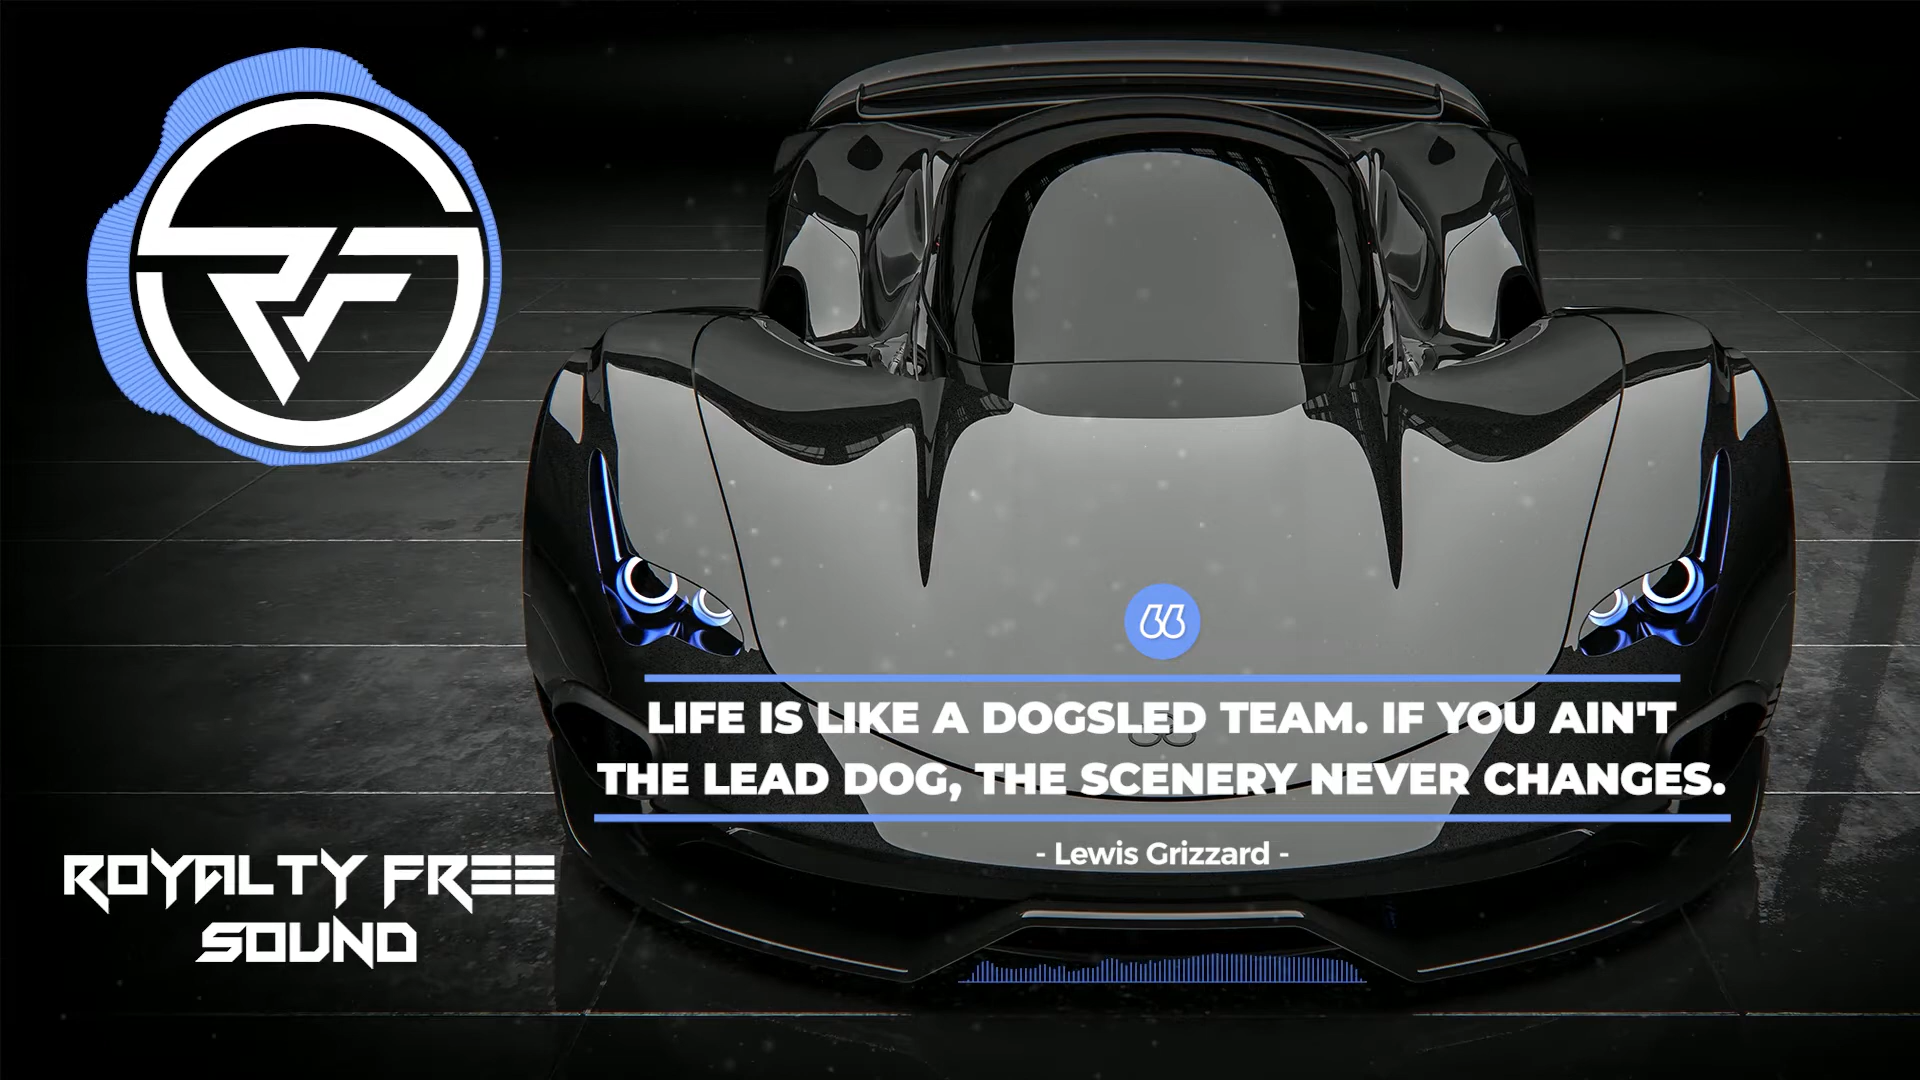 RF
LIFE IS LIKE A DOGSLED TEAM. IF YOU AIN'T
THE LEAD DOG, THE SCENERY NEVER CHANGES.
- Lewis Grizzard -
ROYALTY FREE
SOUND